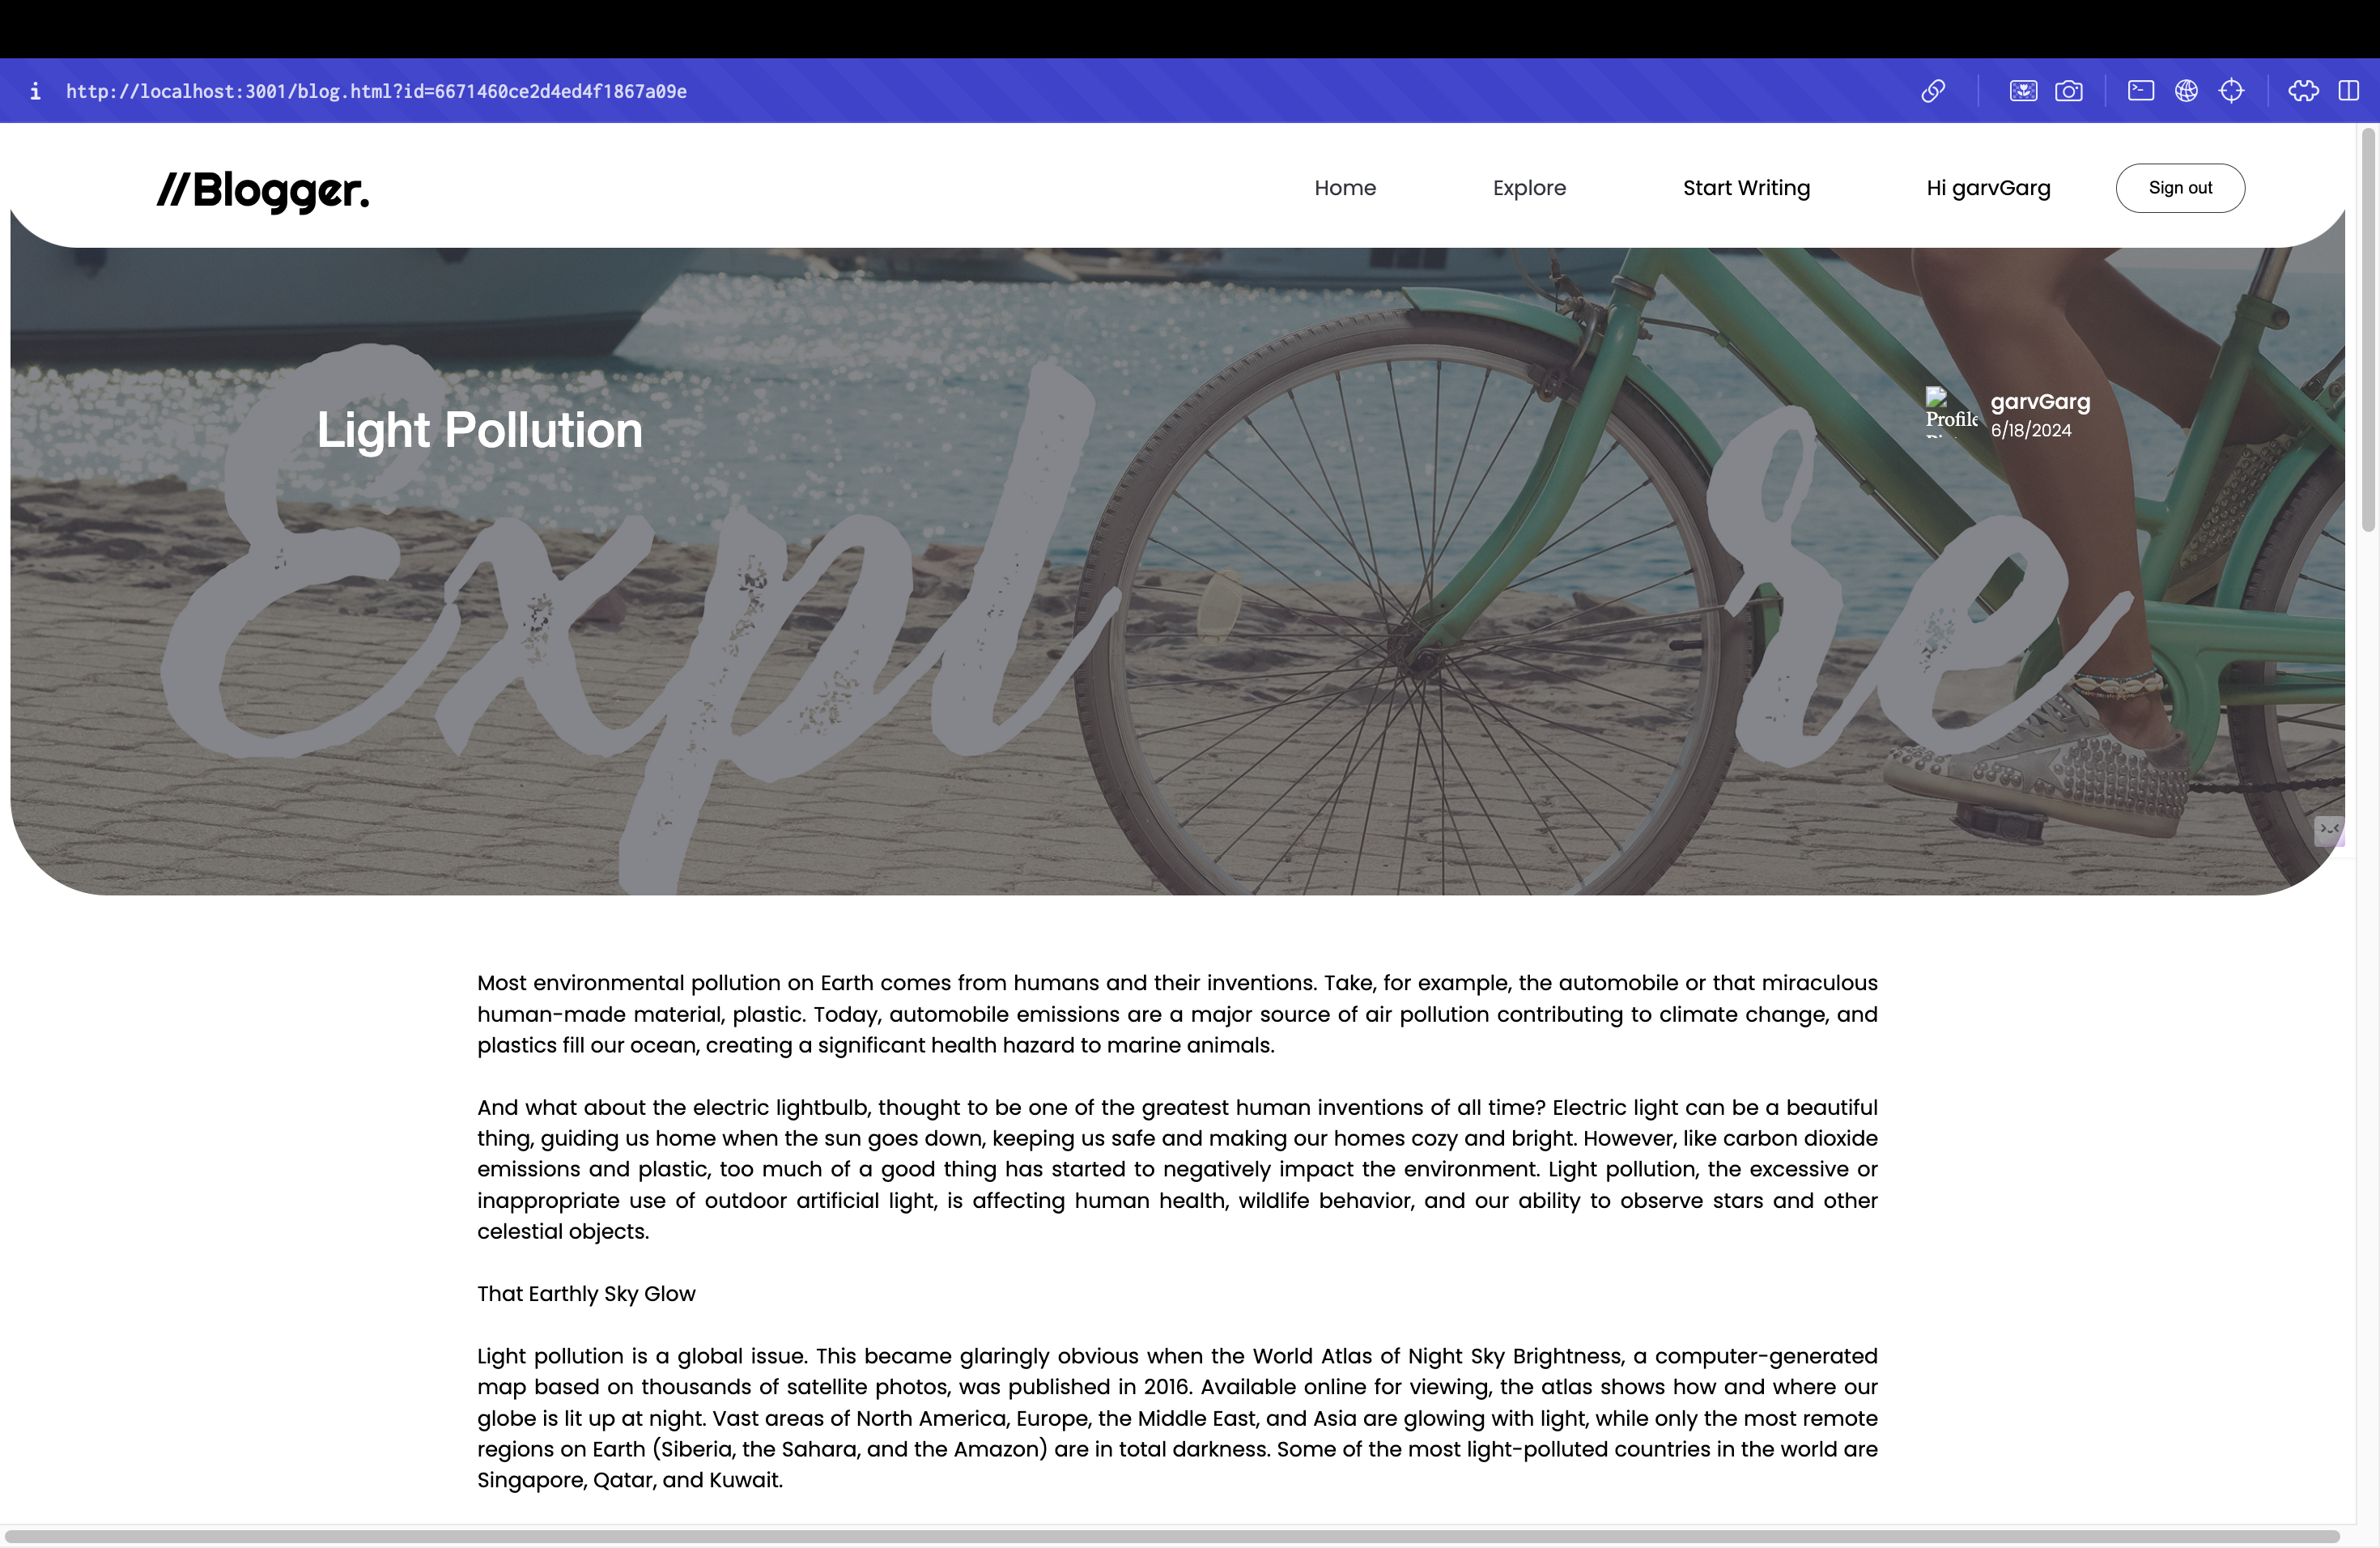 http://localhost:3001/blog.html?id=6671460ce2d4ed4f1867a09e
//Blogger.
Home
Explore
Start Writing
Hi garvGarg
Sign out
Expl re
Light Pollution
Profile
garvGarg
6/18/2024
Most environmental pollution on Earth comes from humans and their inventions. Take, for example, the automobile or that miraculous
human-made material, plastic. Today, automobile emissions are a major source of air pollution contributing to climate change, and
plastics fill our ocean, creating a significant health hazard to marine animals.
And what about the electric lightbulb, thought to be one of the greatest human inventions of all time? Electric light can be a beautiful
thing, guiding us home when the sun goes down, keeping us safe and making our homes cozy and bright. However, like carbon dioxide
emissions and plastic, too much of a good thing has started to negatively impact the environment. Light pollution, the excessive or
inappropriate use of outdoor artificial light, is affecting human health, wildlife behavior, and our ability to observe stars and other
celestial objects.
That Earthly Sky Glow
Light pollution is a global issue. This became glaringly obvious when the World Atlas of Night Sky Brightness, a computer-generated
map based on thousands of satellite photos, was published in 2016. Available online for viewing, the atlas shows how and where our
globe is lit up at night. Vast areas of North America, Europe, the Middle East, and Asia are glowing with light, while only the most remote
regions on Earth (Siberia, the Sahara, and the Amazon) are in total darkness. Some of the most light-polluted countries in the world are
Singapore, Qatar, and Kuwait.